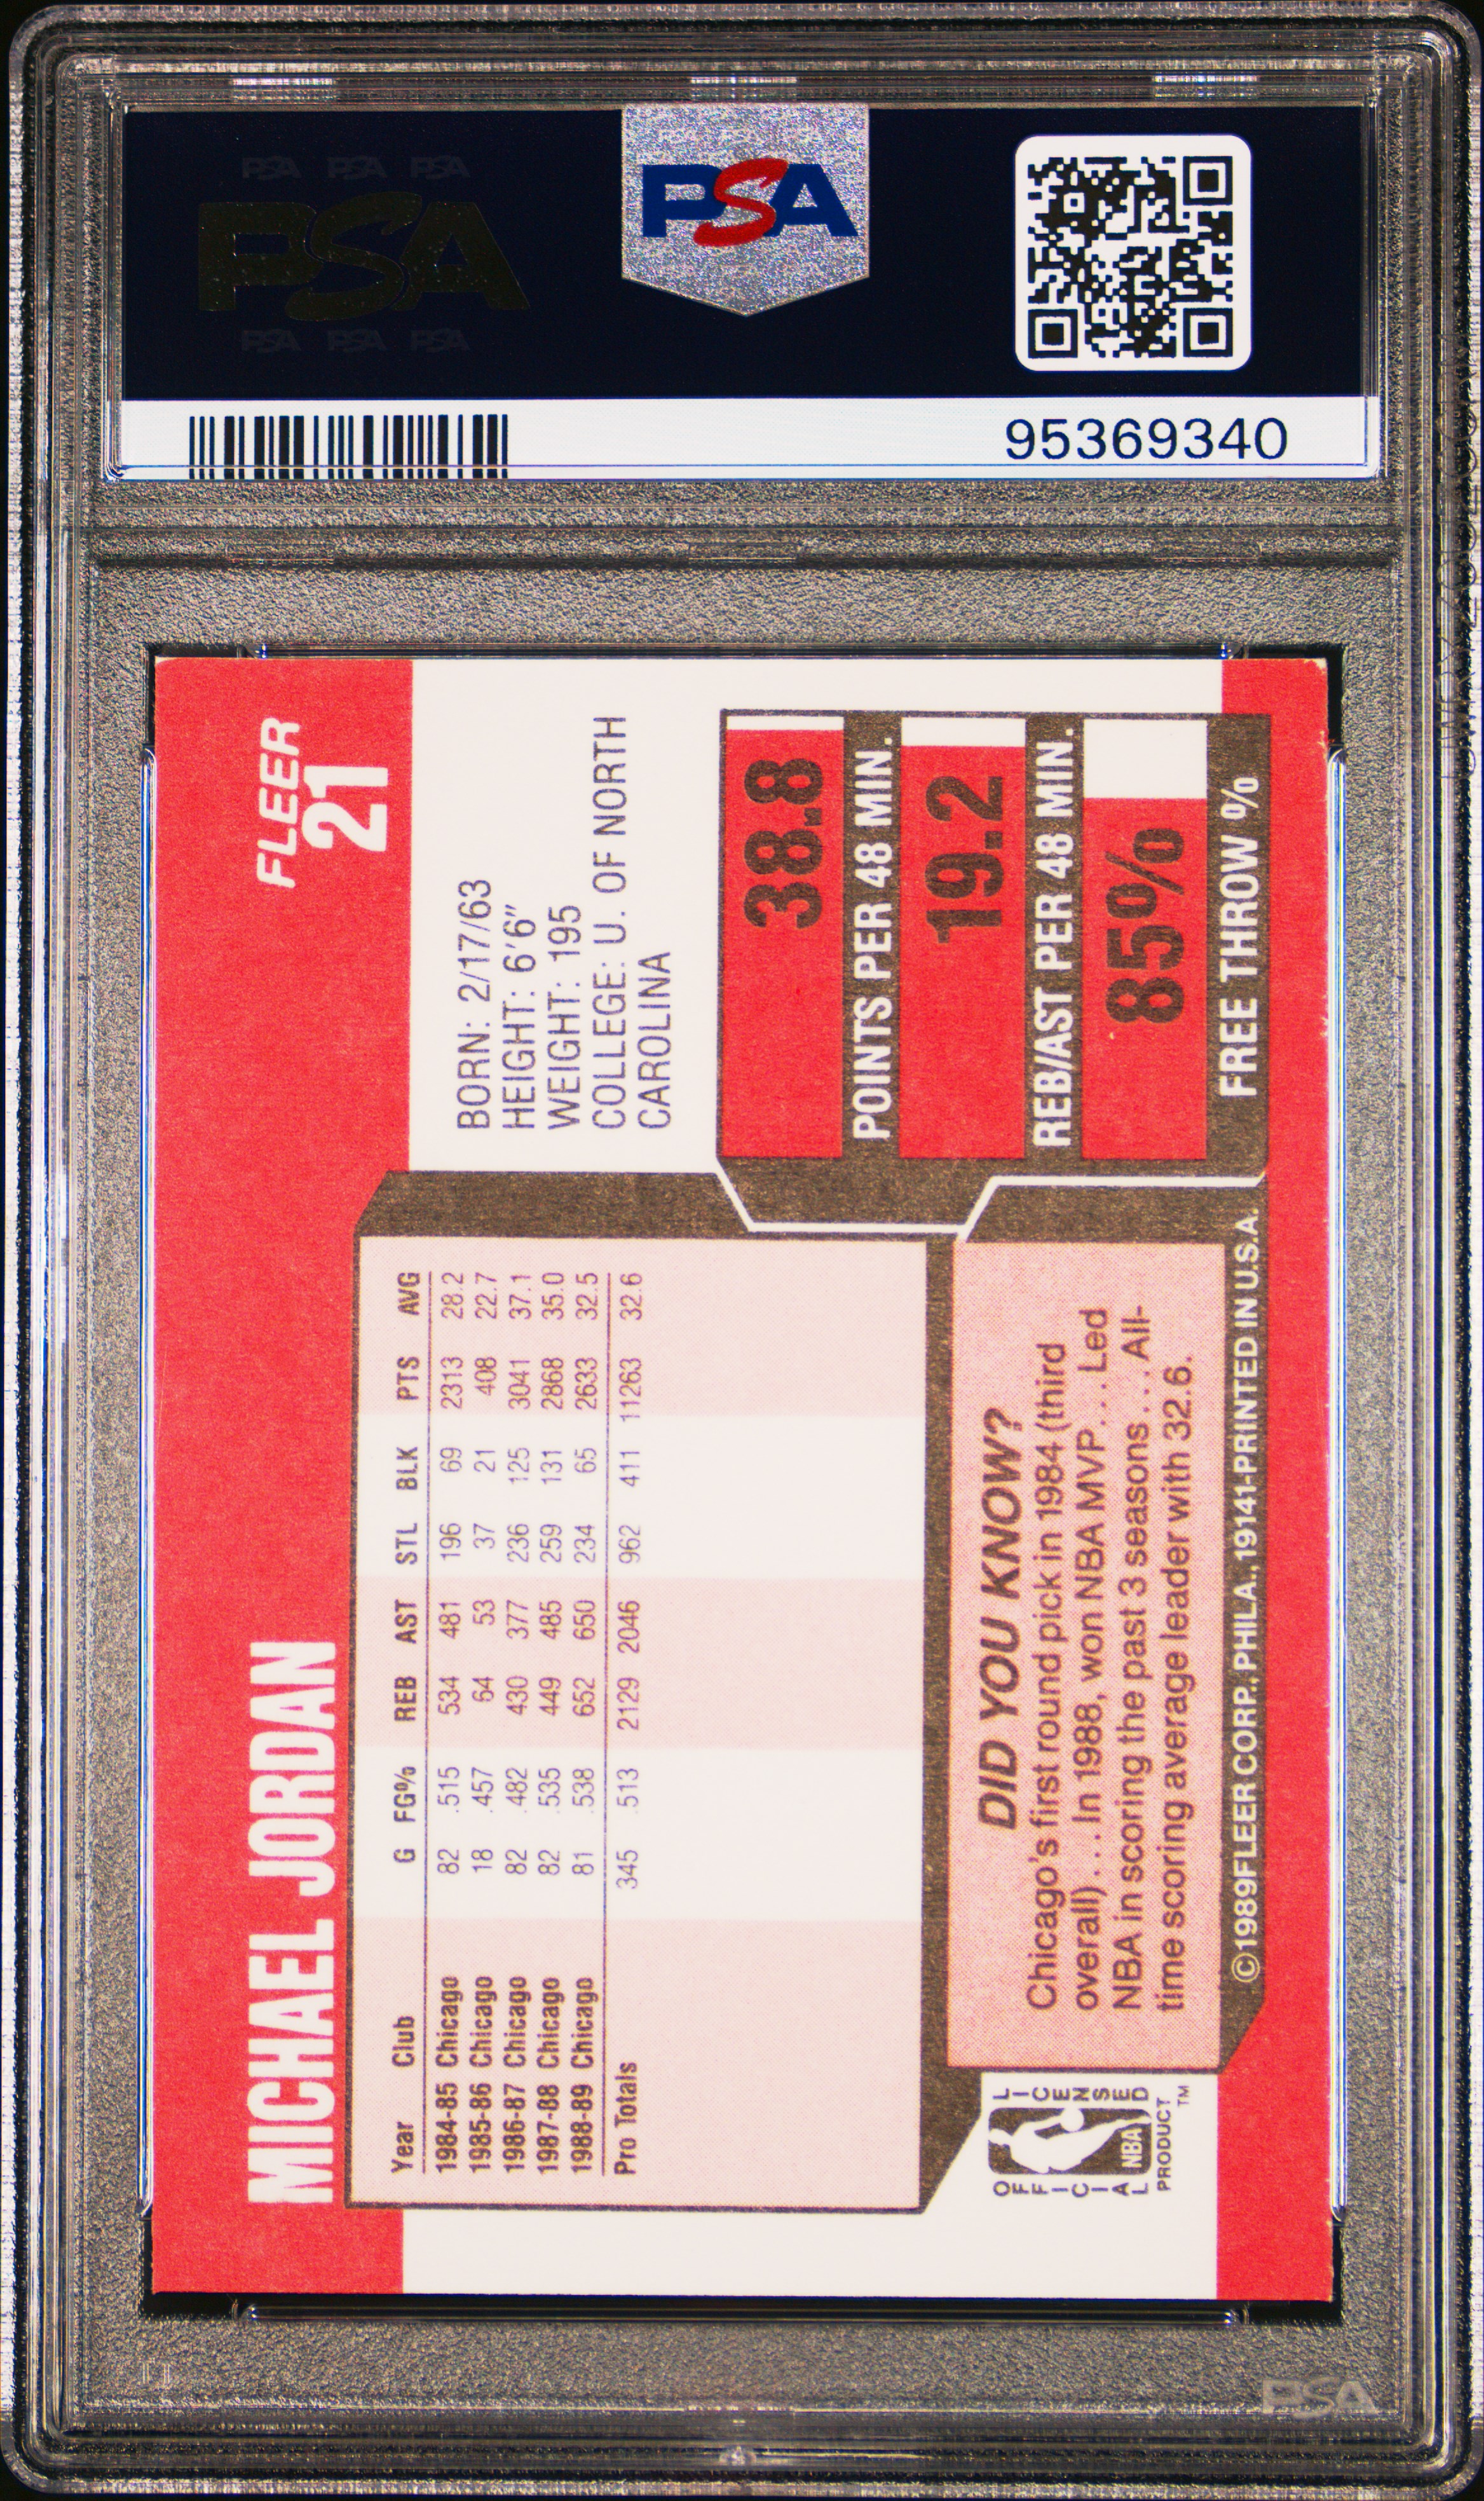 PSA PSA PSA
PSA
PSA PSA PSA
PSA
95369340
MICHAEL JORDAN
FLEER
21
Year Club G FG% REB AST STL BLK PTS AVG
1984-85 Chicago 82 .515 534 481 196 69 2313 28.2
1985-86 Chicago 18 .457 64 53 37 21 408 22.7
1986-87 Chicago 82 .482 430 377 236 125 3041 37.1
1987-88 Chicago 82 .535 449 485 259 131 2868 35.0
1988-89 Chicago 81 .538 652 650 234 65 2633 32.5
Pro Totals 345 .513 2129 2046 962 411 11263 32.6
BORN: 2/17/63
HEIGHT: 6'6"
WEIGHT: 195
COLLEGE: U. OF NORTH
CAROLINA
38.8
POINTS PER 48 MIN.
19.2
REB/AST PER 48 MIN.
85%
FREE THROW %
DID YOU KNOW?
Chicago's first round pick in 1984 (third
overall) . . . In 1988, won NBA MVP . . . Led
NBA in scoring the past 3 seasons . . . All-
time scoring average leader with 32.6.
OFFICIAL LICENSED
NBA
PRODUCT TM
©1989 FLEER CORP., PHILA., 19141-PRINTED IN U.S.A.
PSA